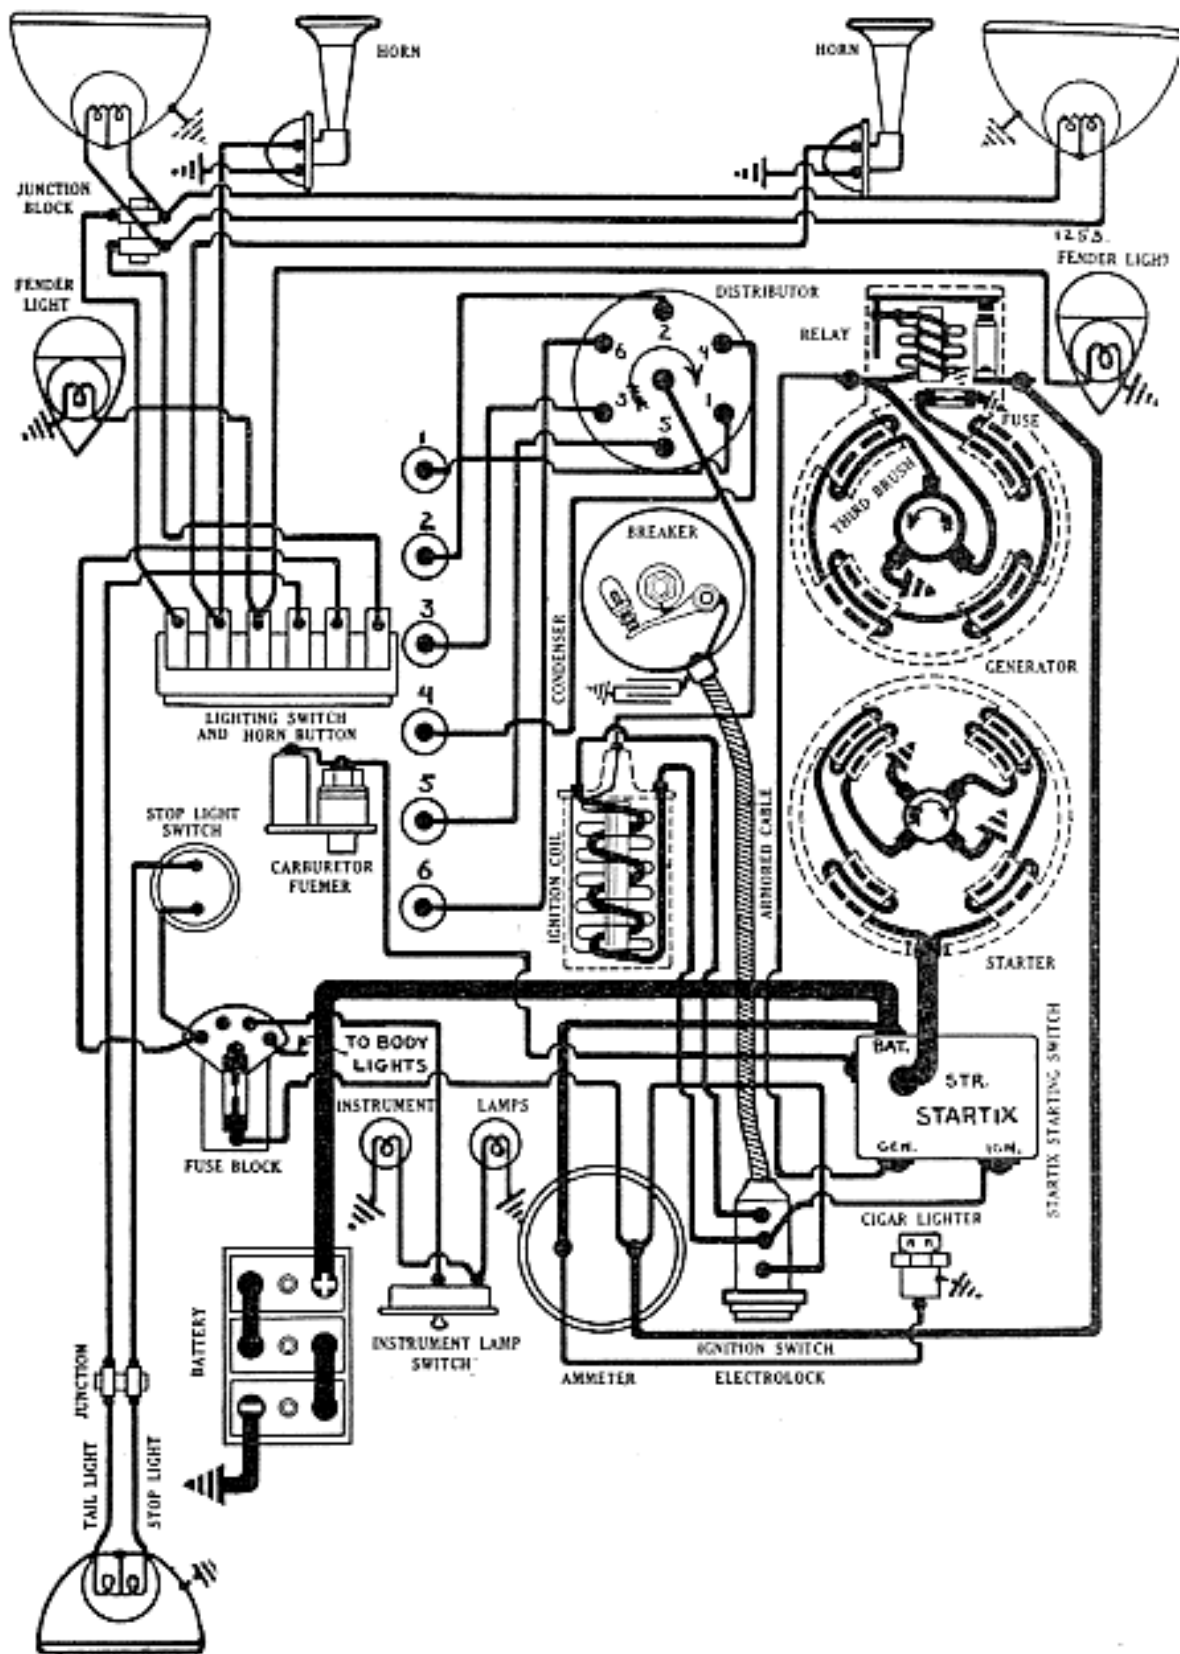 HORN
HORN
JUNCTION
BLOCK
125B.
FENDER LIGHT
FENDER
LIGHT
DISTRIBUTOR
RELAY
2
6
4
3
1
5
FUSE
THIRD BRUSH
1
2
BREAKER
3
CONDENSER
GENERATOR
4
LIGHTING SWITCH
AND HORN BUTTON
5
STOP LIGHT
SWITCH
CARBURETOR
FUEMER
6
IGNITION COIL
ARMORED CABLE
STARTER
TO BODY
LIGHTS
BAT.
STR.
STARTIX
GEN.
IGN.
STARTIX STARTING SWITCH
INSTRUMENT LAMPS
FUSE BLOCK
CIGAR LIGHTER
BATTERY
INSTRUMENT LAMP
SWITCH
AMMETER
IGNITION SWITCH
ELECTROLOCK
JUNCTION
TAIL LIGHT
STOP LIGHT